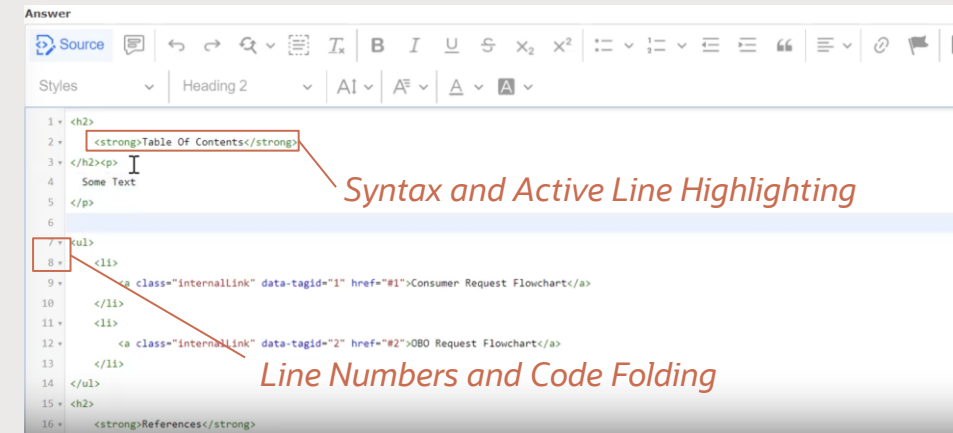 Answer
Source
B I U S x₂ x²
Styles Heading 2 A A A A
1 <h2>
2 <strong>Table Of Contents</strong>
3 </h2><p>
4 Some Text
Syntax and Active Line Highlighting
5 </p>
6
7 <ul>
8 <li>
9 <a class="internalLink" data-tagid="1" href="#1">Consumer Request Flowchart</a>
10 </li>
11 <li>
12 <a class="internalLink" data-tagid="2" href="#2">OBO Request Flowchart</a>
13 </li>
Line Numbers and Code Folding
14 </ul>
15 <h2>
16 <strong>References</strong>